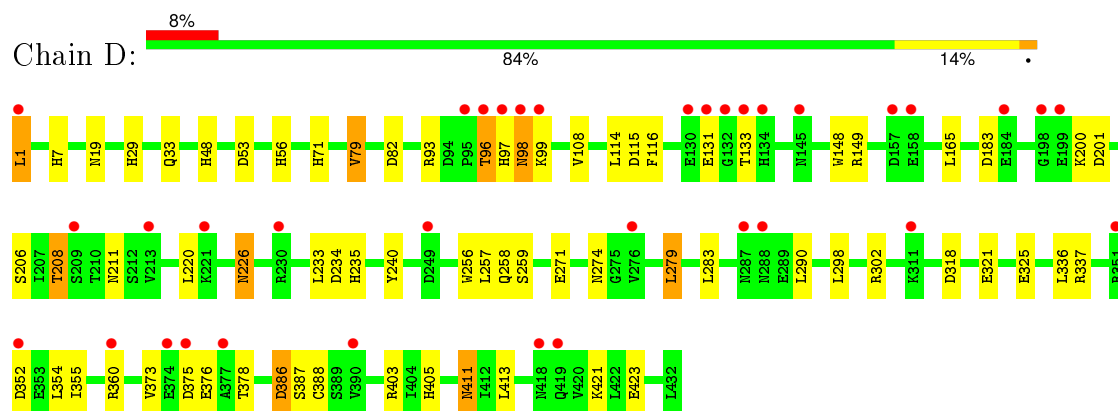 8%
Chain D:
84% 14% •
L1 H7 N19 H29 Q33 H48 D53 H56 H71 V79 D82 R93 D94 P95 T96 H97 N98 K99 V108 L114 D115 F116 E130 E131 G132 T133 H134 N145 W148 R149 D157 E158 L165 D183 E184 G198 E199 K200 D201
S206 I207 T208 S209 T210 N211 S212 V213 L220 K221 N226 R230 L233 D234 H235 Y240 D249 W256 L257 Q258 S259 E271 N274 G275 V276 L279 L283 N287 N288 E289 L290 L298 R302 K311 D318 E321 E325 L336 R337
D352 E353 L354 I355 R360 V373 E374 D375 E376 A377 T378 D386 S387 C388 S389 V390 R403 I404 H405 N411 I412 L413 N418 Q419 V420 K421 L422 E423 L432